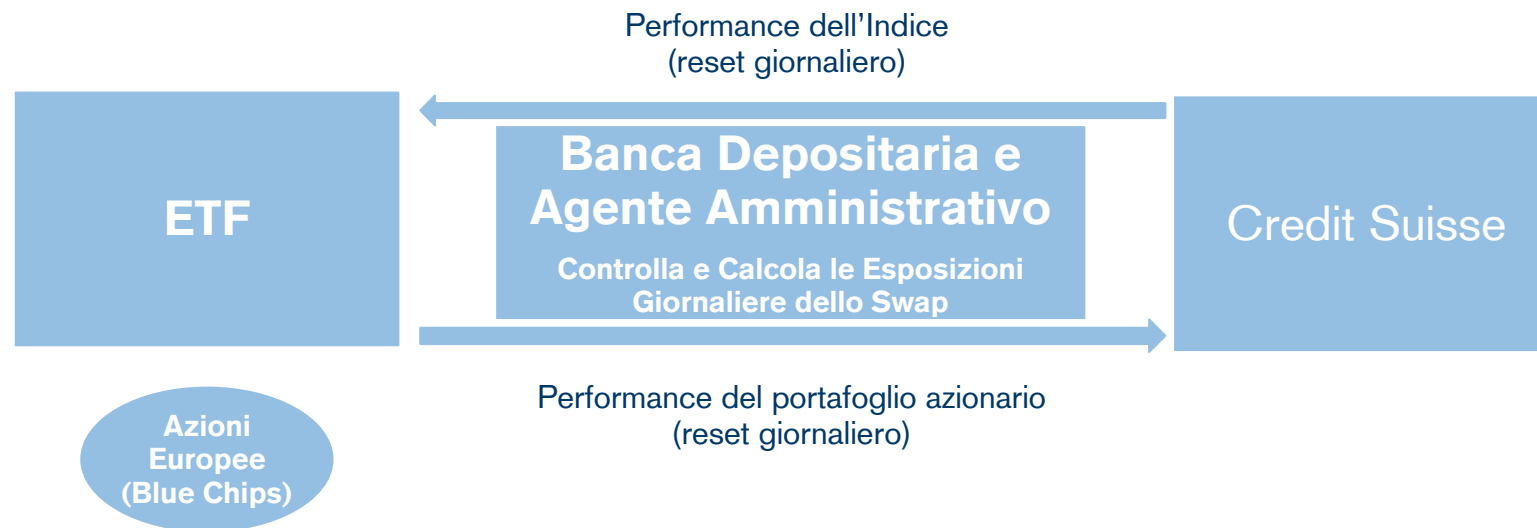 Performance dell’Indice
(reset giornaliero)
ETF
Banca Depositaria e
Agente Amministrativo
Controlla e Calcola le Esposizioni
Giornaliere dello Swap
Credit Suisse
Performance del portafoglio azionario
(reset giornaliero)
Azioni
Europee
(Blue Chips)